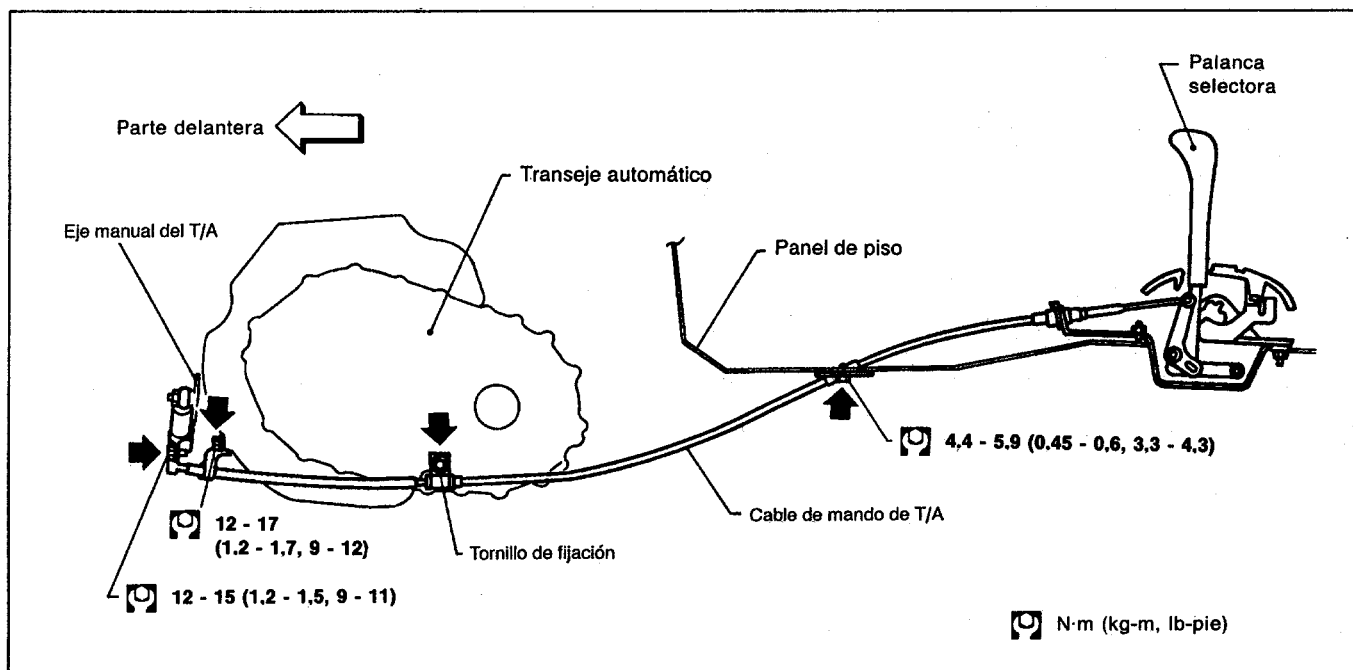 Palanca
selectora
Parte delantera
Transeje automático
Eje manual del T/A
Panel de piso
4,4 - 5,9 (0.45 - 0,6, 3,3 - 4,3)
12 - 17
(1.2 - 1,7, 9 - 12)
Cable de mando de T/A
Tornillo de fijación
12 - 15 (1,2 - 1,5, 9 - 11)
N·m (kg-m, lb-pie)